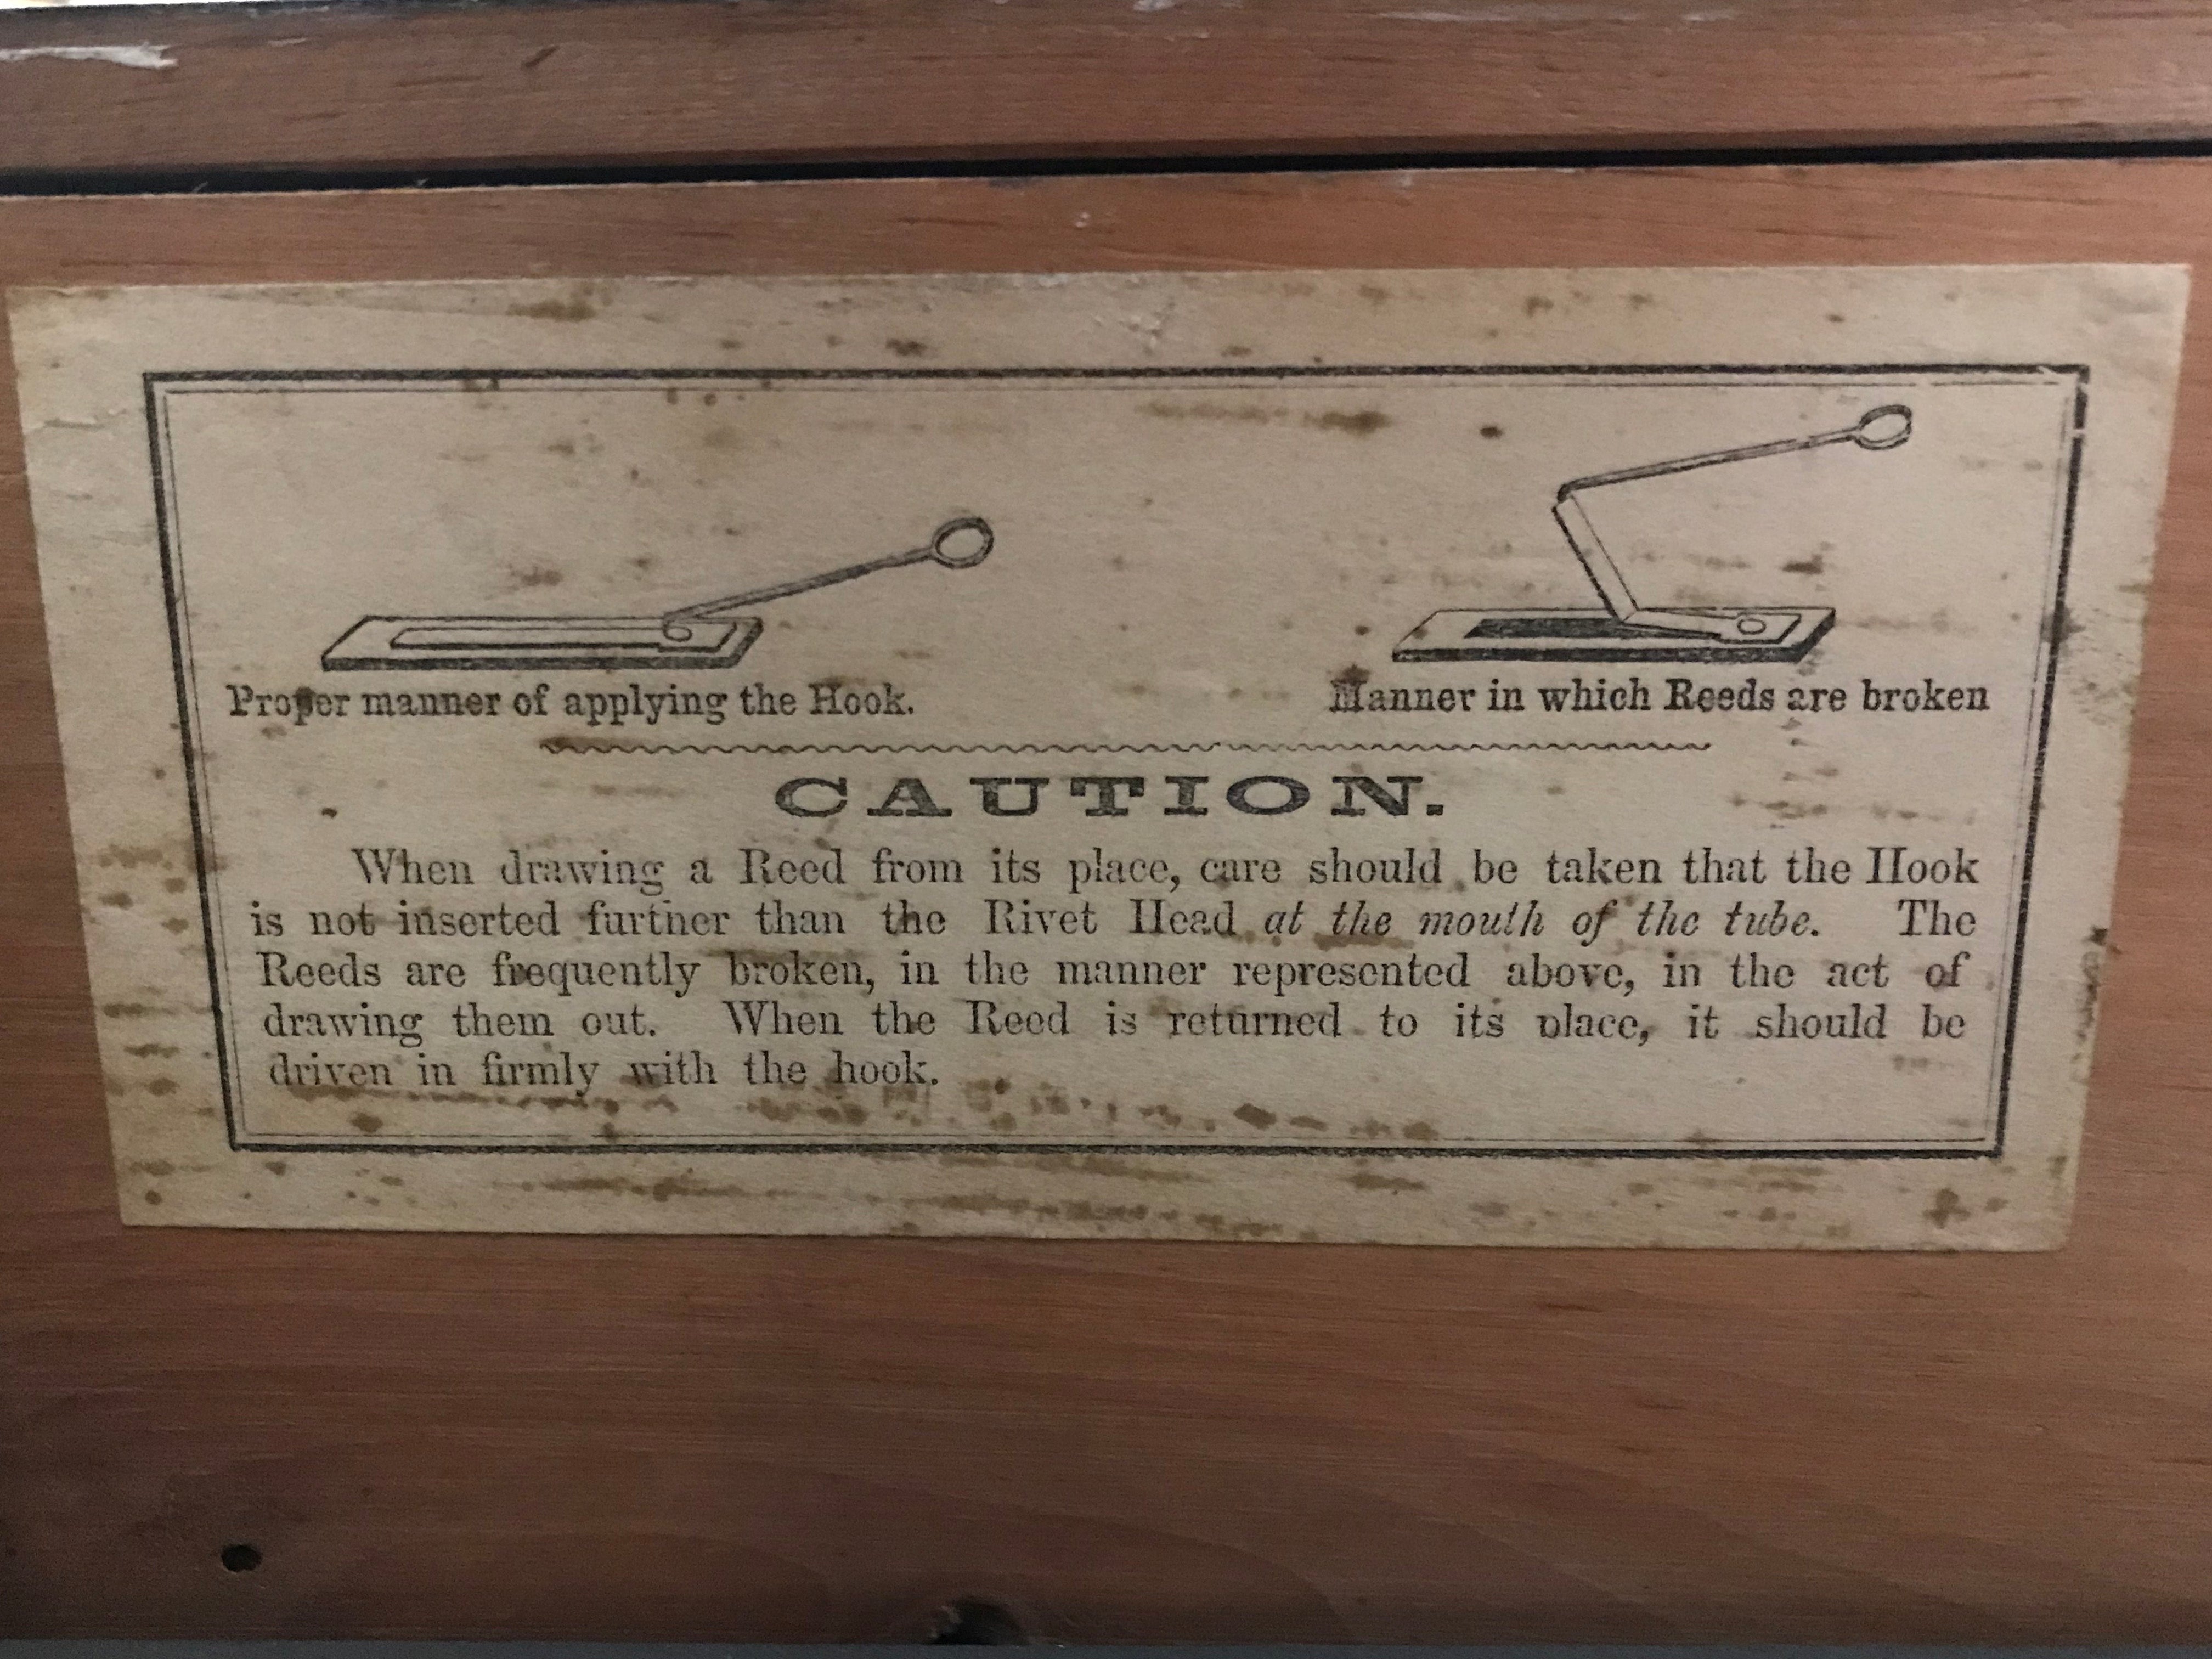 Proper manner of applying the Hook.
Manner in which Reeds are broken
CAUTION.
When drawing a Reed from its place, care should be taken that the Hook
is not inserted further than the Rivet Head at the mouth of the tube. The
Reeds are frequently broken, in the manner represented above, in the act of
drawing them out. When the Reed is returned to its place, it should be
driven in firmly with the hook.